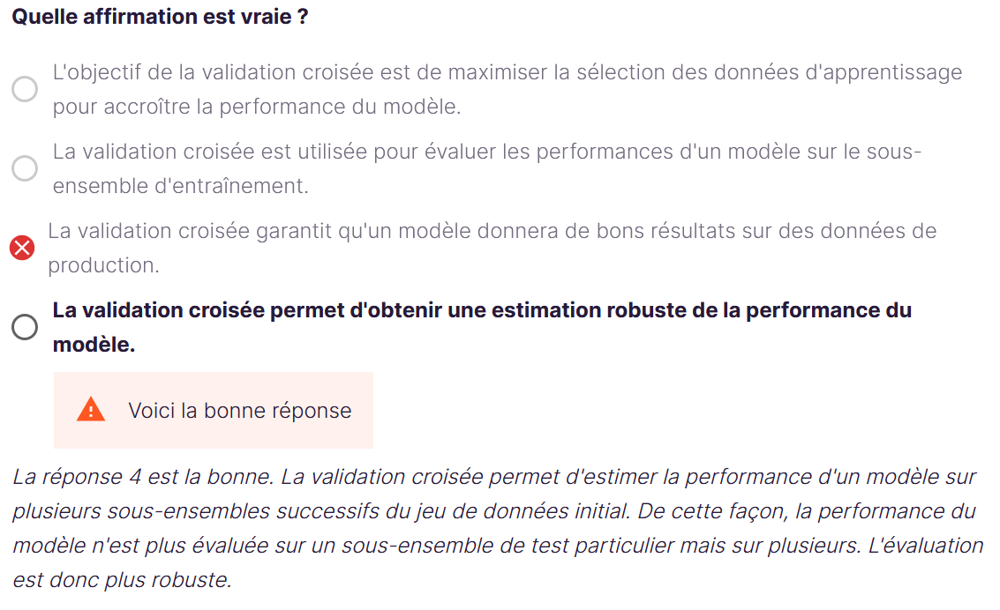 Quelle affirmation est vraie ?
L'objectif de la validation croisée est de maximiser la sélection des données d'apprentissage
pour accroître la performance du modèle.
La validation croisée est utilisée pour évaluer les performances d'un modèle sur le sous-
ensemble d'entraînement.
La validation croisée garantit qu'un modèle donnera de bons résultats sur des données de
production.
La validation croisée permet d'obtenir une estimation robuste de la performance du
modèle.
Voici la bonne réponse
La réponse 4 est la bonne. La validation croisée permet d'estimer la performance d'un modèle sur
plusieurs sous-ensembles successifs du jeu de données initial. De cette façon, la performance du
modèle n'est plus évaluée sur un sous-ensemble de test particulier mais sur plusieurs. L'évaluation
est donc plus robuste.